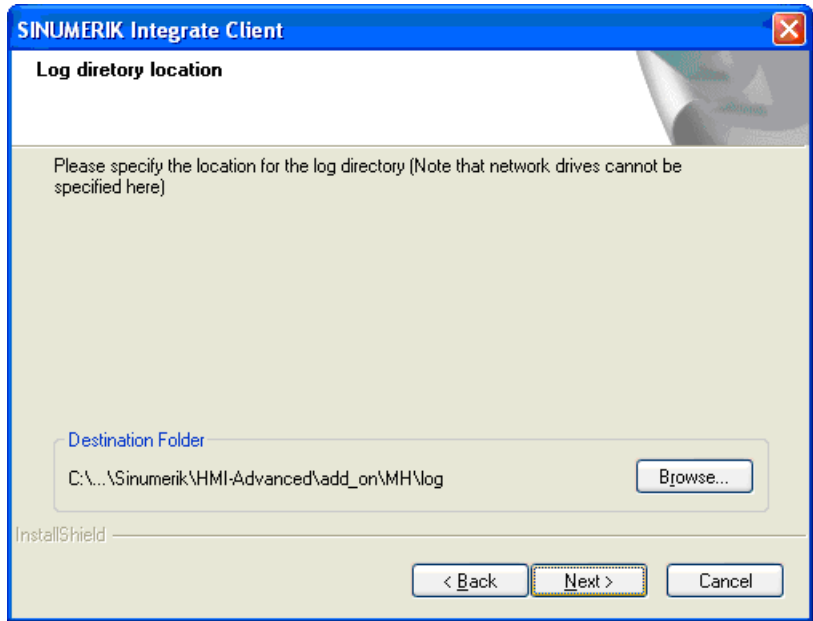 SINUMERIK Integrate Client
Log diretory location
Please specify the location for the log directory (Note that network drives cannot be
specified here)
Destination Folder
C:\...\Sinumerik\HMI-Advanced\add_on\MH\log
Browse...
InstallShield
< Back
Next >
Cancel